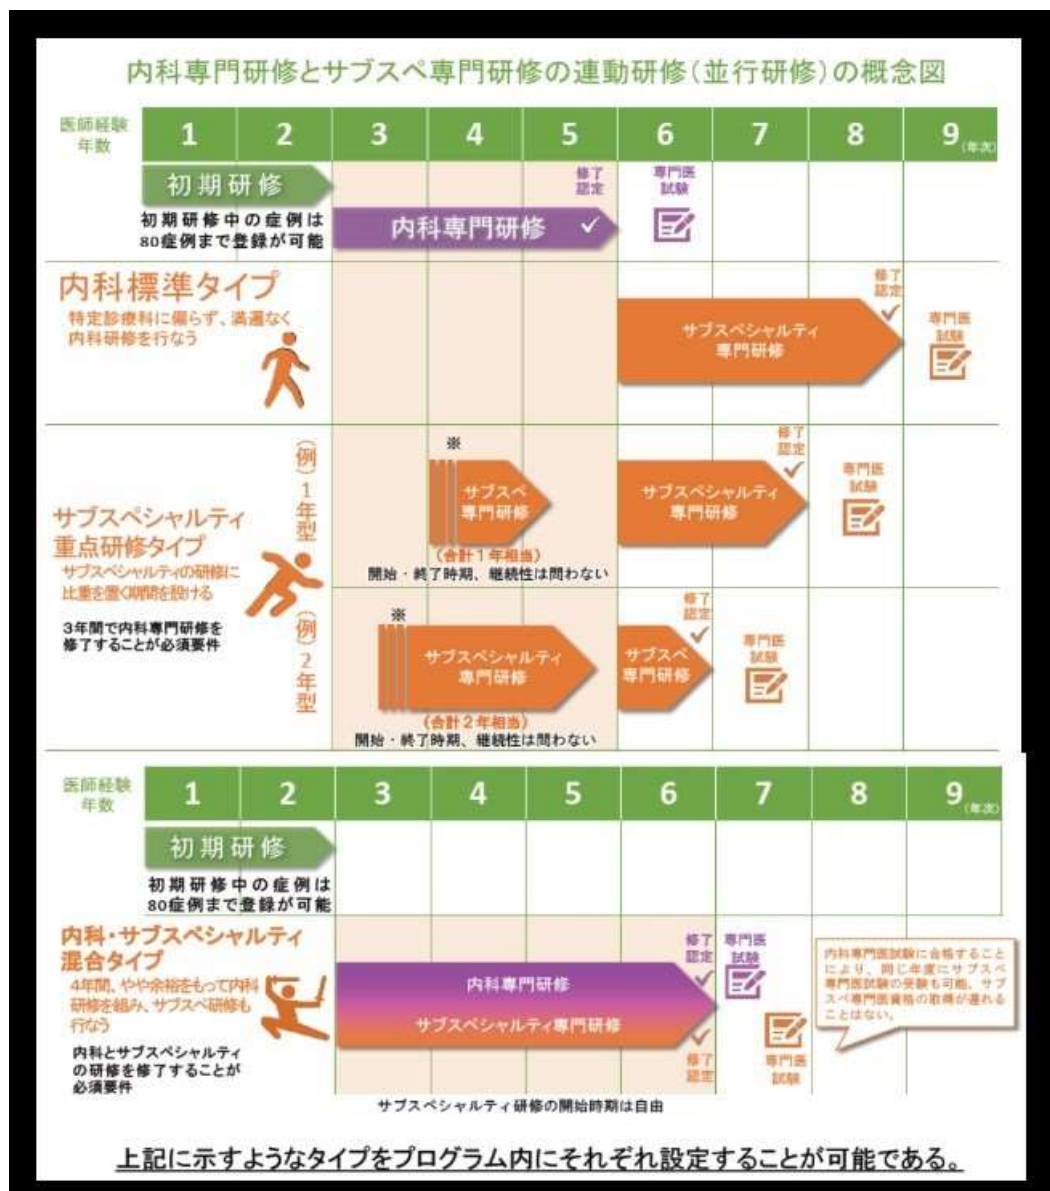 内科専門研修とサブスペ専門研修の連動研修(並行研修)の概念図
医師経験
年数
1 2 3 4 5 6 7 8 9(年次)
初期研修
初期研修中の症例は
80症例まで登録が可能
内科専門研修
修了
認定
専門医
試験
内科標準タイプ
特定診療科に偏らず、満遍なく
内科研修を行なう
サブスペシャルティ
専門研修
修了
認定
専門医
試験
サブスペシャルティ
重点研修タイプ
サブスペシャルティの研修に
比重を置く期間を設ける
3年間で内科専門研修を
修了することが必須要件
(例)1年型
※
サブスペ
専門研修
(合計1年相当)
開始・終了時期、継続性は問わない
サブスペシャルティ
専門研修
修了
認定
専門医
試験
(例)2年型
※
サブスペシャルティ
専門研修
(合計2年相当)
開始・終了時期、継続性は問わない
サブスペ
専門研修
修了
認定
専門医
試験
医師経験
年数
1 2 3 4 5 6 7 8 9(年次)
初期研修
初期研修中の症例は
80症例まで登録が可能
内科・サブスペシャルティ
混合タイプ
4年間、やや余裕をもって内科
研修を組み、サブスペ研修も
行なう
内科とサブスペシャルティ
の研修を修了することが
必須要件
内科専門研修
サブスペシャルティ専門研修
修了
認定
専門医
試験
修了
認定
専門医
試験
内科専門医試験に合格すること
により、同じ年度にサブスペ
専門医試験の受験も可能。サブ
スペ専門医資格の取得が遅れる
ことはない。
サブスペシャルティ研修の開始時期は自由
上記に示すようなタイプをプログラム内にそれぞれ設定することが可能である。